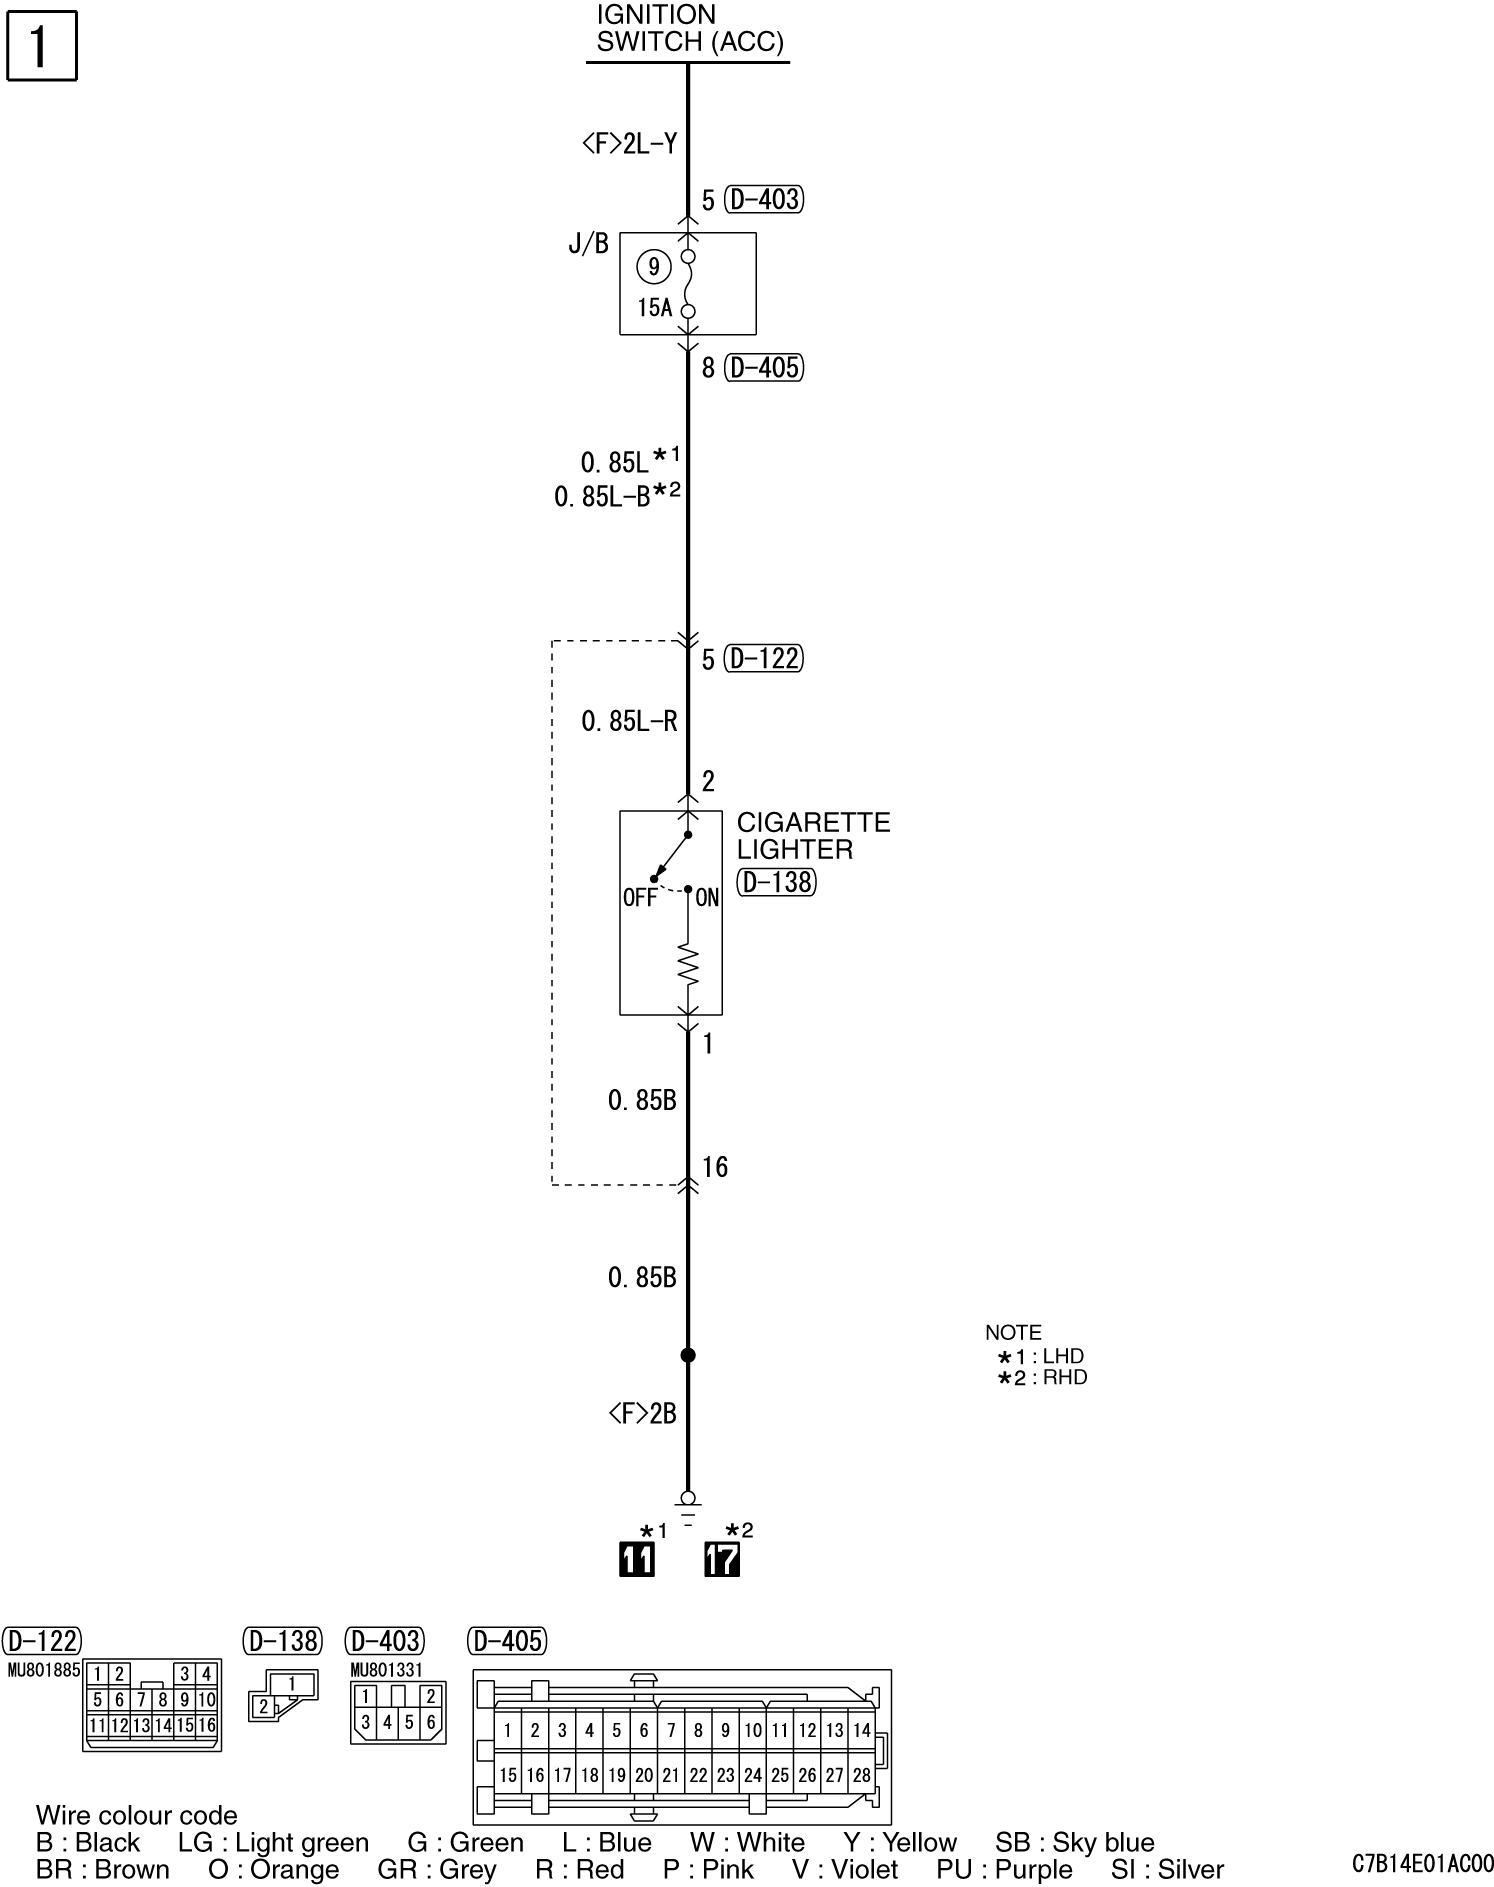 1
IGNITION
SWITCH (ACC)
<F>2L-Y
5 D-403
J/B
9
15A
8 D-405
0.85L*1
0.85L-B*2
5 D-122
0.85L-R
2
CIGARETTE
LIGHTER
D-138
OFF ON
1
0.85B
16
0.85B
NOTE
*1 : LHD
*2 : RHD
<F>2B
*1 *2
11 17
D-122 D-138 D-403 D-405
MU801885
1 2 3 4
5 6 7 8 9 10
11 12 13 14 15 16
1
2
MU801331
1 2
3 4 5 6
1 2 3 4 5 6 7 8 9 10 11 12 13 14
15 16 17 18 19 20 21 22 23 24 25 26 27 28
Wire colour code
B : Black LG : Light green G : Green L : Blue W : White Y : Yellow SB : Sky blue
BR : Brown O : Orange GR : Grey R : Red P : Pink V : Violet PU : Purple SI : Silver
C7B14E01AC00